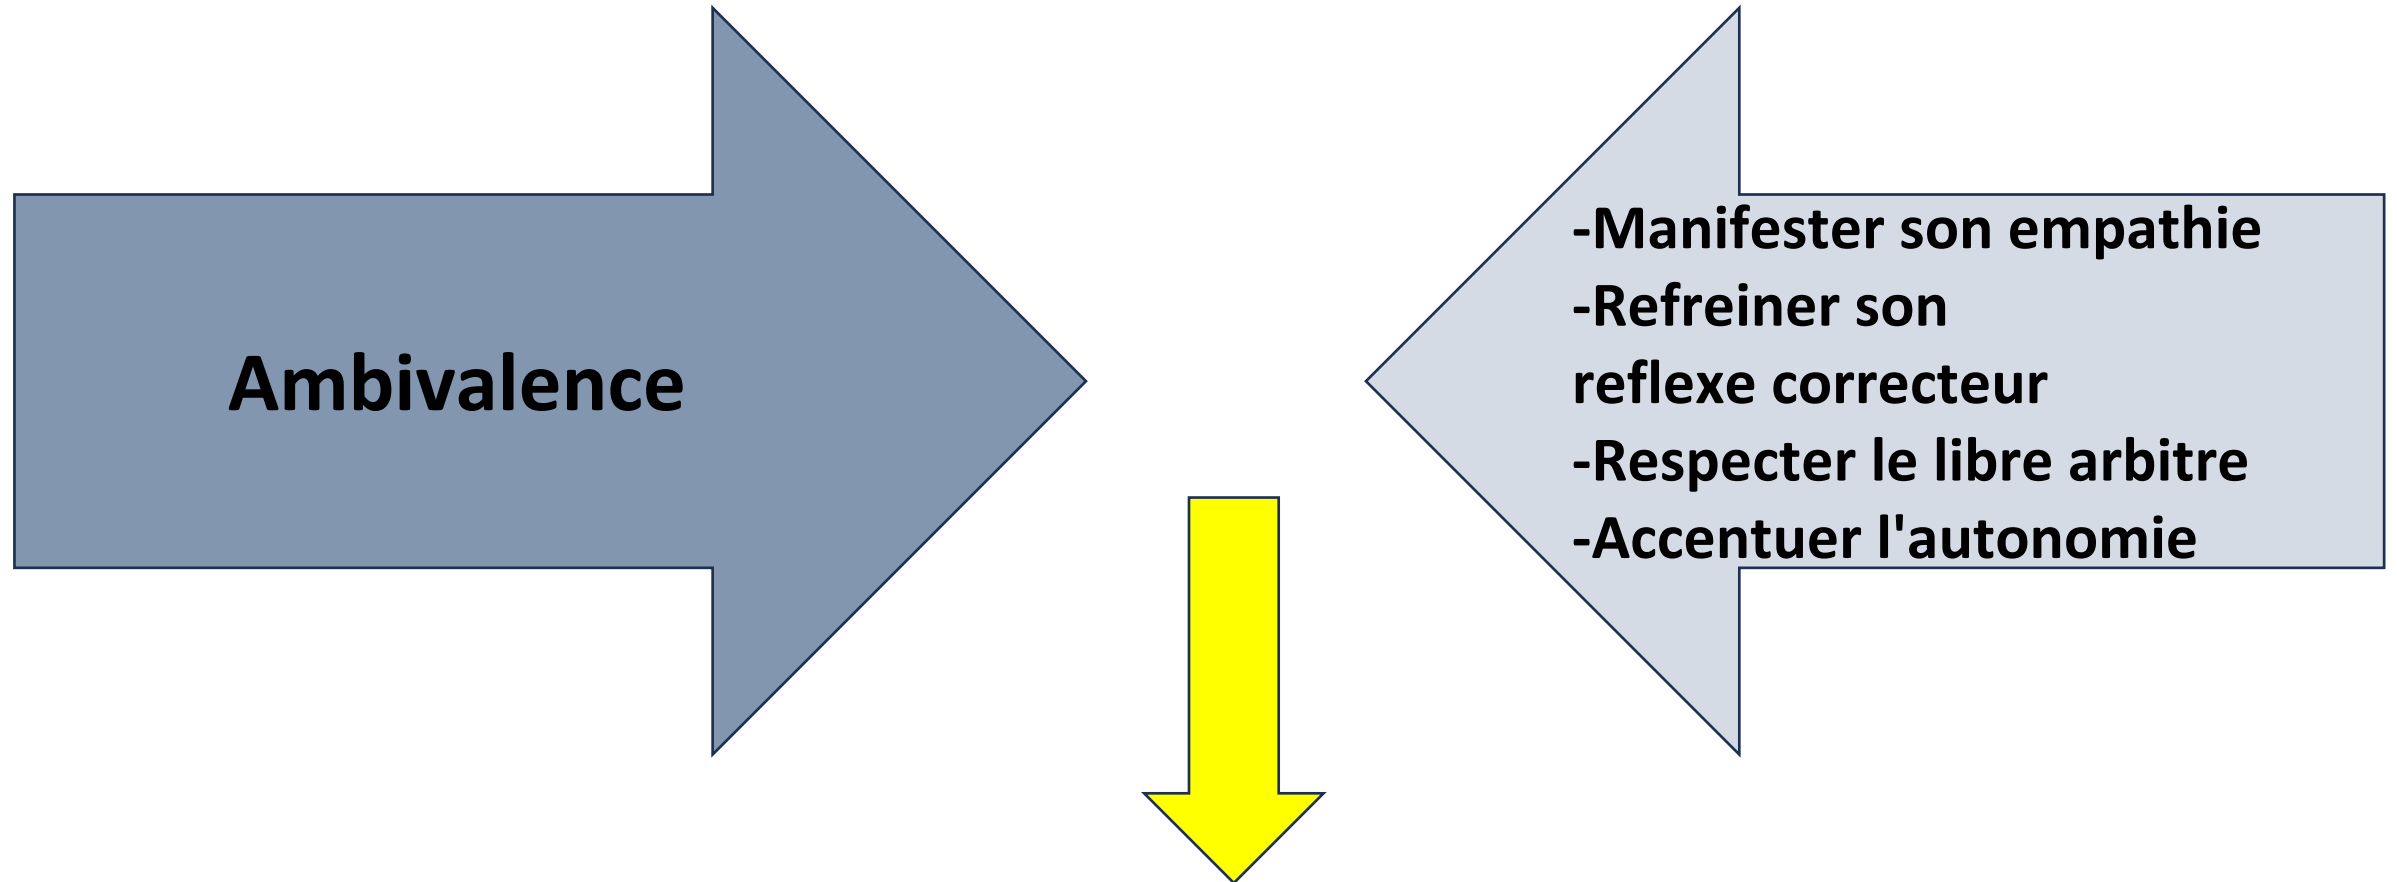 Ambivalence
-Manifester son empathie
-Refreiner son
reflexe correcteur
-Respecter le libre arbitre
-Accentuer l'autonomie